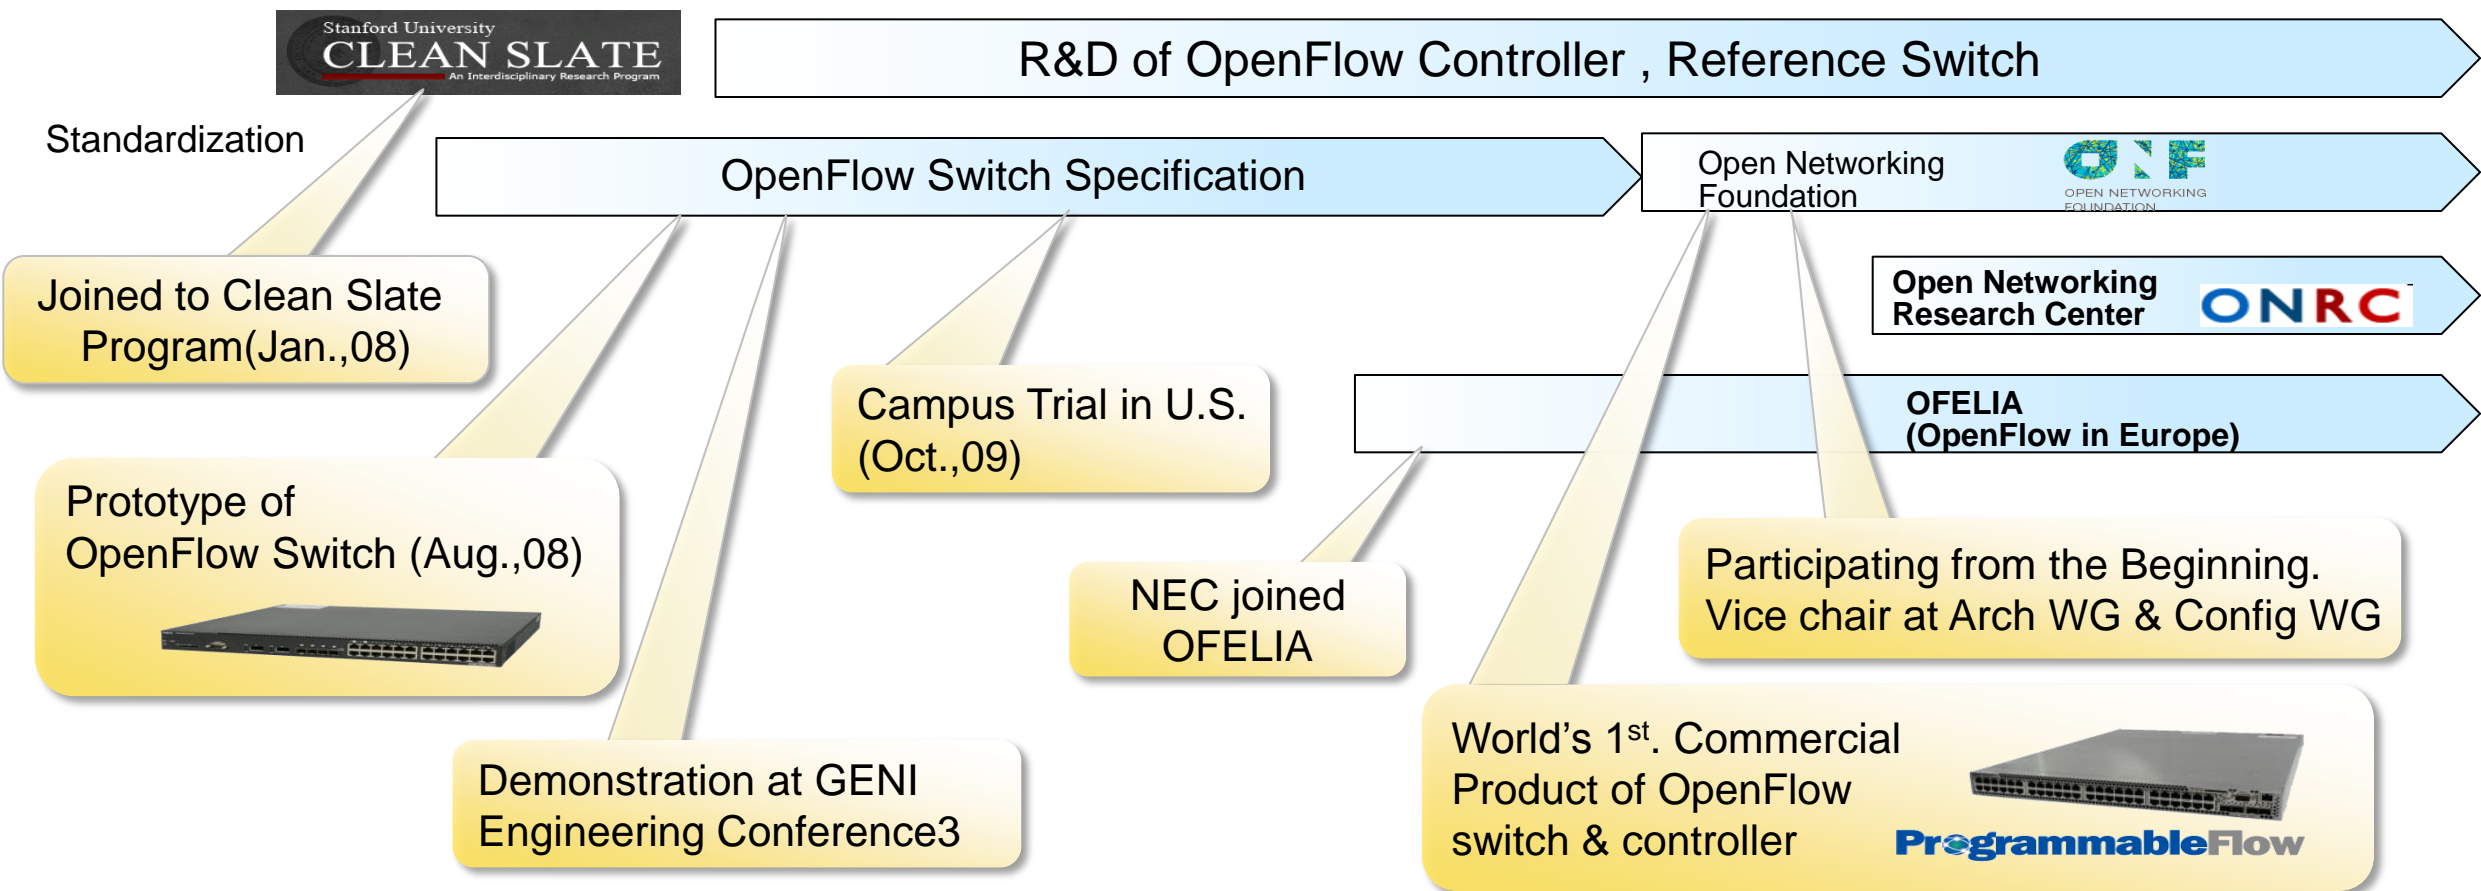 Stanford University
CLEAN SLATE
An Interdisciplinary Research Program
R&D of OpenFlow Controller , Reference Switch
Standardization
OpenFlow Switch Specification
Open Networking
Foundation
ONF
OPEN NETWORKING
FOUNDATION
Joined to Clean Slate
Program(Jan.,08)
Open Networking
Research Center
ONRC
Campus Trial in U.S.
(Oct.,09)
OFELIA
(OpenFlow in Europe)
Prototype of
OpenFlow Switch (Aug.,08)
NEC joined
OFELIA
Participating from the Beginning.
Vice chair at Arch WG & Config WG
Demonstration at GENI
Engineering Conference3
World's 1st. Commercial
Product of OpenFlow
switch & controller
ProgrammableFlow